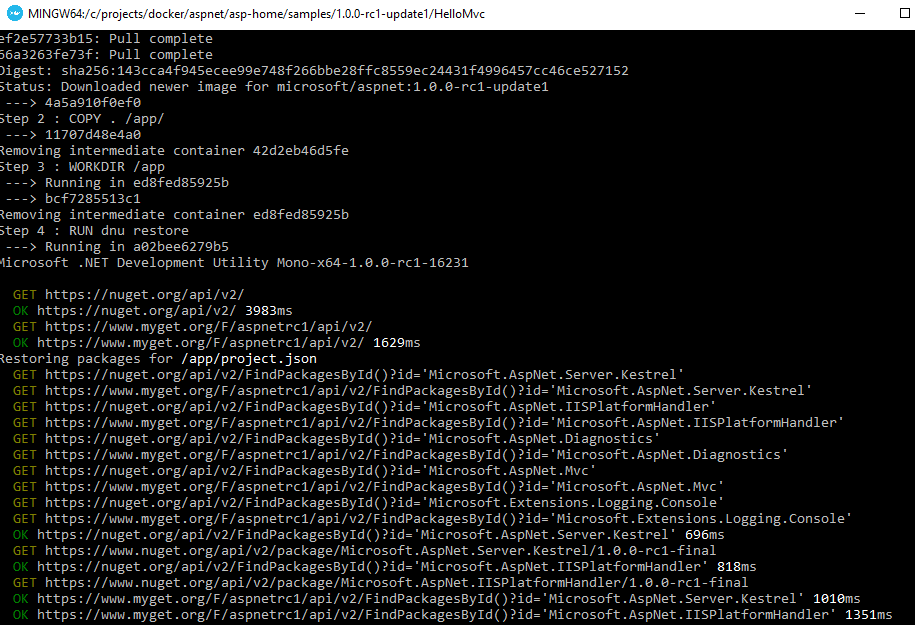 MINGW64:/c/projects/docker/aspnet/asp-home/samples/1.0.0-rc1-update1/HelloMvc
ef2e57733b15: Pull complete
66a3263fe73f: Pull complete
Digest: sha256:143cca4f945ecee99e748f266bbe28ffc8559ec24431f4996457cc46ce527152
Status: Downloaded newer image for microsoft/aspnet:1.0.0-rc1-update1
---> 4a5a910f0ef0
Step 2 : COPY . /app/
---> 11707d48e4a0
Removing intermediate container 42d2eb46d5fe
Step 3 : WORKDIR /app
---> Running in ed8fed85925b
---> bcf7285513c1
Removing intermediate container ed8fed85925b
Step 4 : RUN dnu restore
---> Running in a02bee6279b5
Microsoft .NET Development Utility Mono-x64-1.0.0-rc1-16231
GET https://nuget.org/api/v2/
OK https://nuget.org/api/v2/ 3983ms
GET https://www.myget.org/F/aspnetrc1/api/v2/
OK https://www.myget.org/F/aspnetrc1/api/v2/ 1629ms
Restoring packages for /app/project.json
GET https://nuget.org/api/v2/FindPackagesById()?id='Microsoft.AspNet.Server.Kestrel'
GET https://www.myget.org/F/aspnetrc1/api/v2/FindPackagesById()?id='Microsoft.AspNet.Server.Kestrel'
GET https://nuget.org/api/v2/FindPackagesById()?id='Microsoft.AspNet.IISPlatformHandler'
GET https://www.myget.org/F/aspnetrc1/api/v2/FindPackagesById()?id='Microsoft.AspNet.IISPlatformHandler'
GET https://nuget.org/api/v2/FindPackagesById()?id='Microsoft.AspNet.Diagnostics'
GET https://www.myget.org/F/aspnetrc1/api/v2/FindPackagesById()?id='Microsoft.AspNet.Diagnostics'
GET https://nuget.org/api/v2/FindPackagesById()?id='Microsoft.AspNet.Mvc'
GET https://www.myget.org/F/aspnetrc1/api/v2/FindPackagesById()?id='Microsoft.AspNet.Mvc'
GET https://nuget.org/api/v2/FindPackagesById()?id='Microsoft.Extensions.Logging.Console'
GET https://www.myget.org/F/aspnetrc1/api/v2/FindPackagesById()?id='Microsoft.Extensions.Logging.Console'
OK https://nuget.org/api/v2/FindPackagesById()?id='Microsoft.AspNet.Server.Kestrel' 696ms
GET https://www.nuget.org/api/v2/package/Microsoft.AspNet.Server.Kestrel/1.0.0-rc1-final
OK https://nuget.org/api/v2/FindPackagesById()?id='Microsoft.AspNet.IISPlatformHandler' 818ms
GET https://www.nuget.org/api/v2/package/Microsoft.AspNet.IISPlatformHandler/1.0.0-rc1-final
OK https://www.myget.org/F/aspnetrc1/api/v2/FindPackagesById()?id='Microsoft.AspNet.Server.Kestrel' 1010ms
OK https://www.myget.org/F/aspnetrc1/api/v2/FindPackagesById()?id='Microsoft.AspNet.IISPlatformHandler' 1351ms